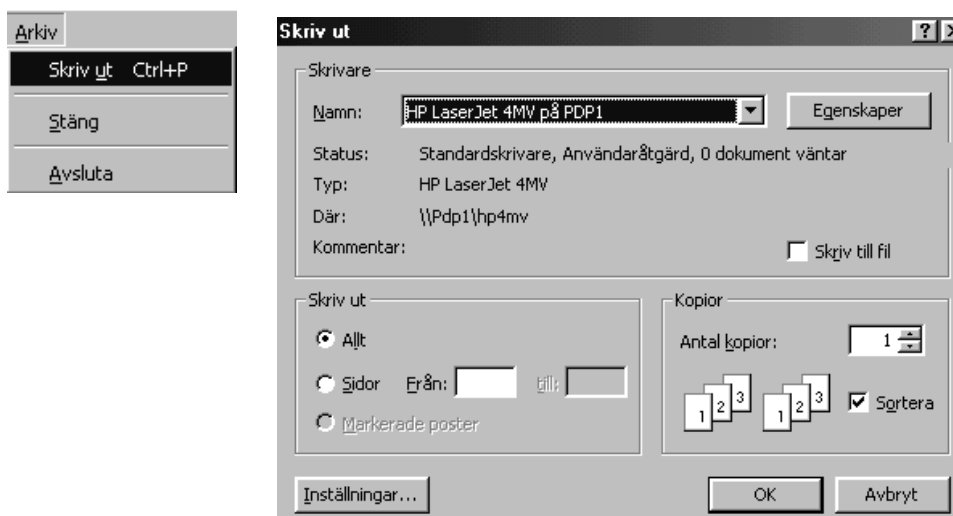 Arkiv
Skriv ut Ctrl+P
Stäng
Avsluta
Skriv ut
Skrivare
Namn: HP LaserJet 4MV på PDP1 Egenskaper
Status: Standardskrivare, Användaråtgärd, 0 dokument väntar
Typ: HP LaserJet 4MV
Där: \\Pdp1\hp4mv
Kommentar: Skriv till fil
Skriv ut
Allt
Sidor Från: till:
Markerade poster
Kopior
Antal kopior: 1
1 2 3 1 2 3 Sortera
Inställningar... OK Avbryt